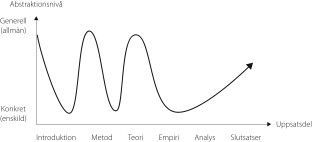 Abstraktionsnivå
Generell
(allmän)
Konkret
(enskild)
Uppsatsdel
Introduktion Metod Teori Empiri Analys Slutsatser